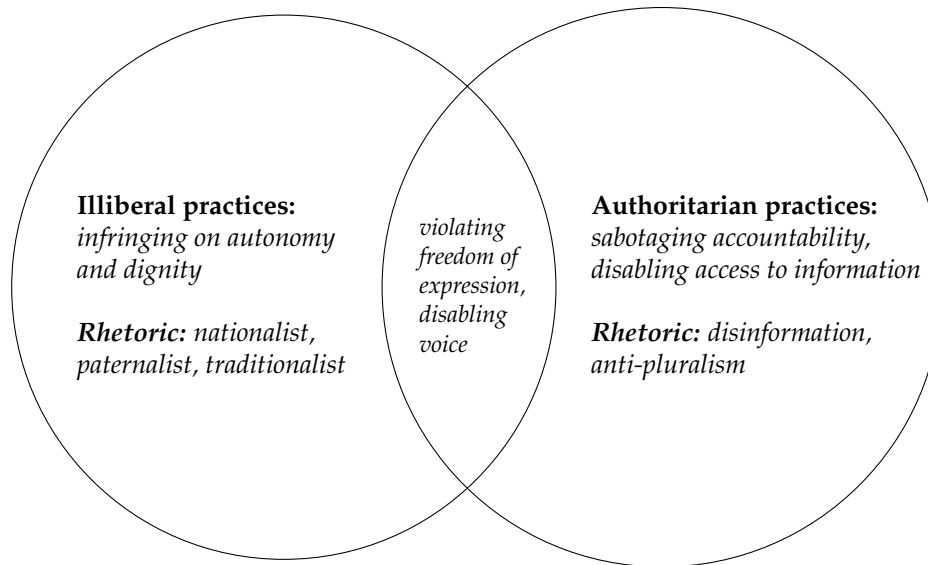 Illiberal practices:
infringing on autonomy
and dignity
Rhetoric: nationalist,
paternalist, traditionalist
violating
freedom of
expression,
disabling
voice
Authoritarian practices:
sabotaging accountability,
disabling access to information
Rhetoric: disinformation,
anti-pluralism